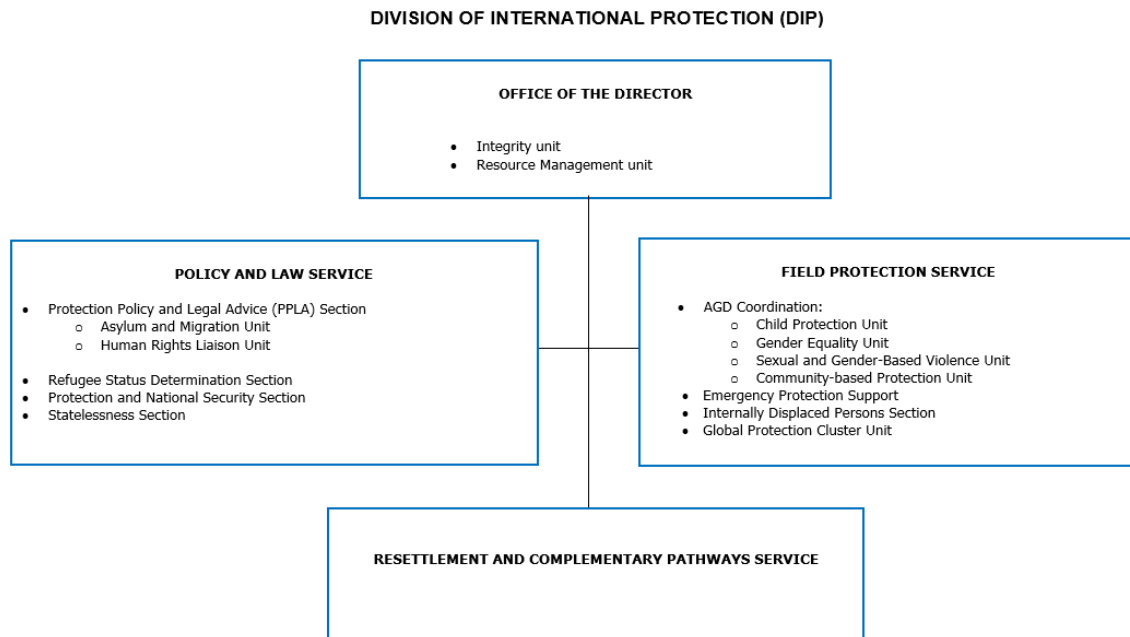 DIVISION OF INTERNATIONAL PROTECTION (DIP)
OFFICE OF THE DIRECTOR
• Integrity unit
• Resource Management unit
POLICY AND LAW SERVICE
• Protection Policy and Legal Advice (PPLA) Section
o Asylum and Migration Unit
o Human Rights Liaison Unit
• Refugee Status Determination Section
• Protection and National Security Section
• Statelessness Section
FIELD PROTECTION SERVICE
• AGD Coordination:
o Child Protection Unit
o Gender Equality Unit
o Sexual and Gender-Based Violence Unit
o Community-based Protection Unit
• Emergency Protection Support
• Internally Displaced Persons Section
• Global Protection Cluster Unit
RESETTLEMENT AND COMPLEMENTARY PATHWAYS SERVICE